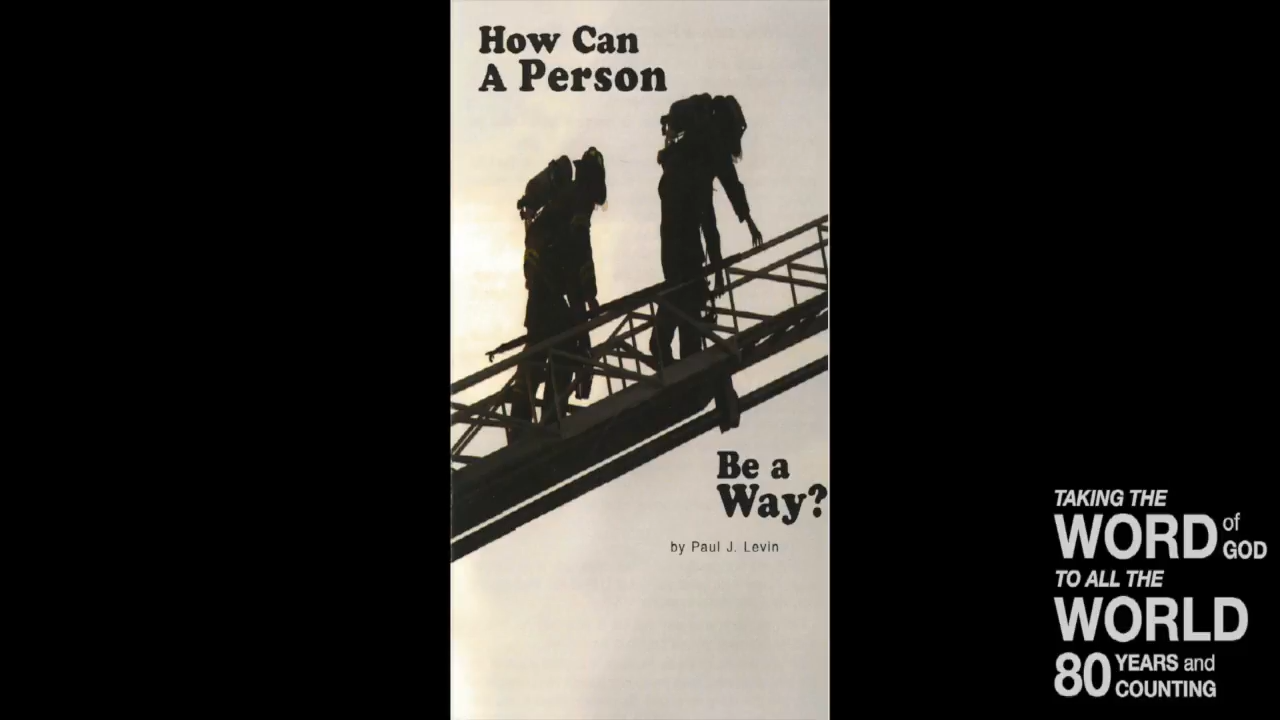 How Can
A Person
Be a
Way?
by Paul J. Levin
TAKING THE
WORD of GOD
TO ALL THE
WORLD
80 YEARS and
COUNTING